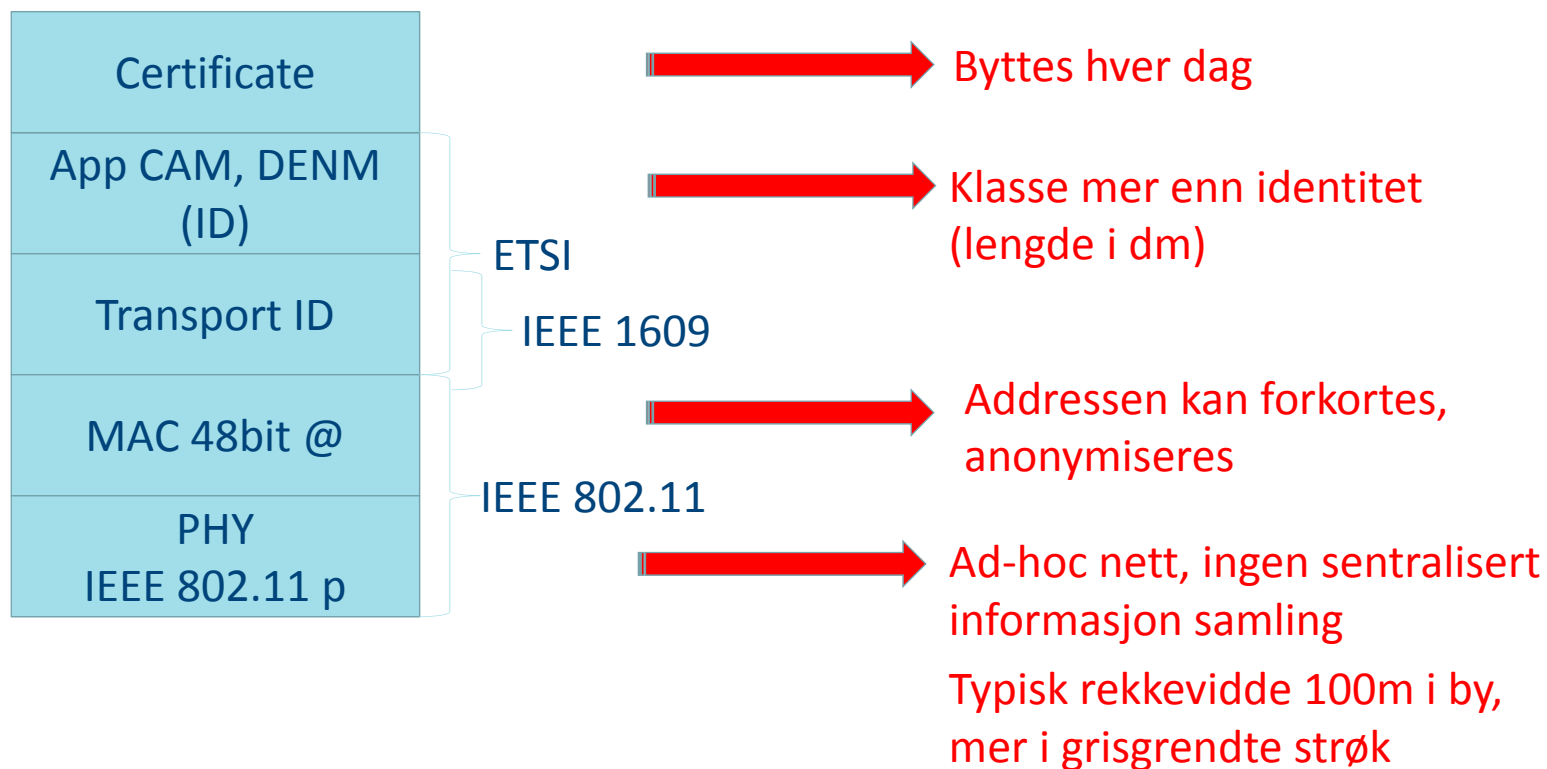 Certificate
Byttes hver dag
App CAM, DENM
(ID)
Klasse mer enn identitet
(lengde i dm)
ETSI
Transport ID
IEEE 1609
MAC 48bit @
Addressen kan forkortes,
anonymiseres
IEEE 802.11
PHY
IEEE 802.11 p
Ad-hoc nett, ingen sentralisert
informasjon samling
Typisk rekkevidde 100m i by,
mer i grisgrendte strøk